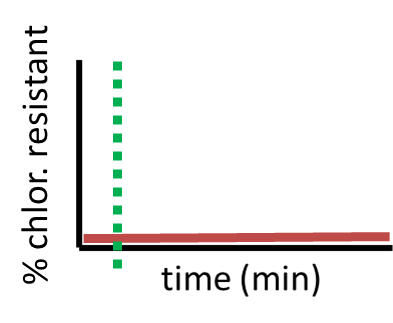 % chlor. resistant
time (min)